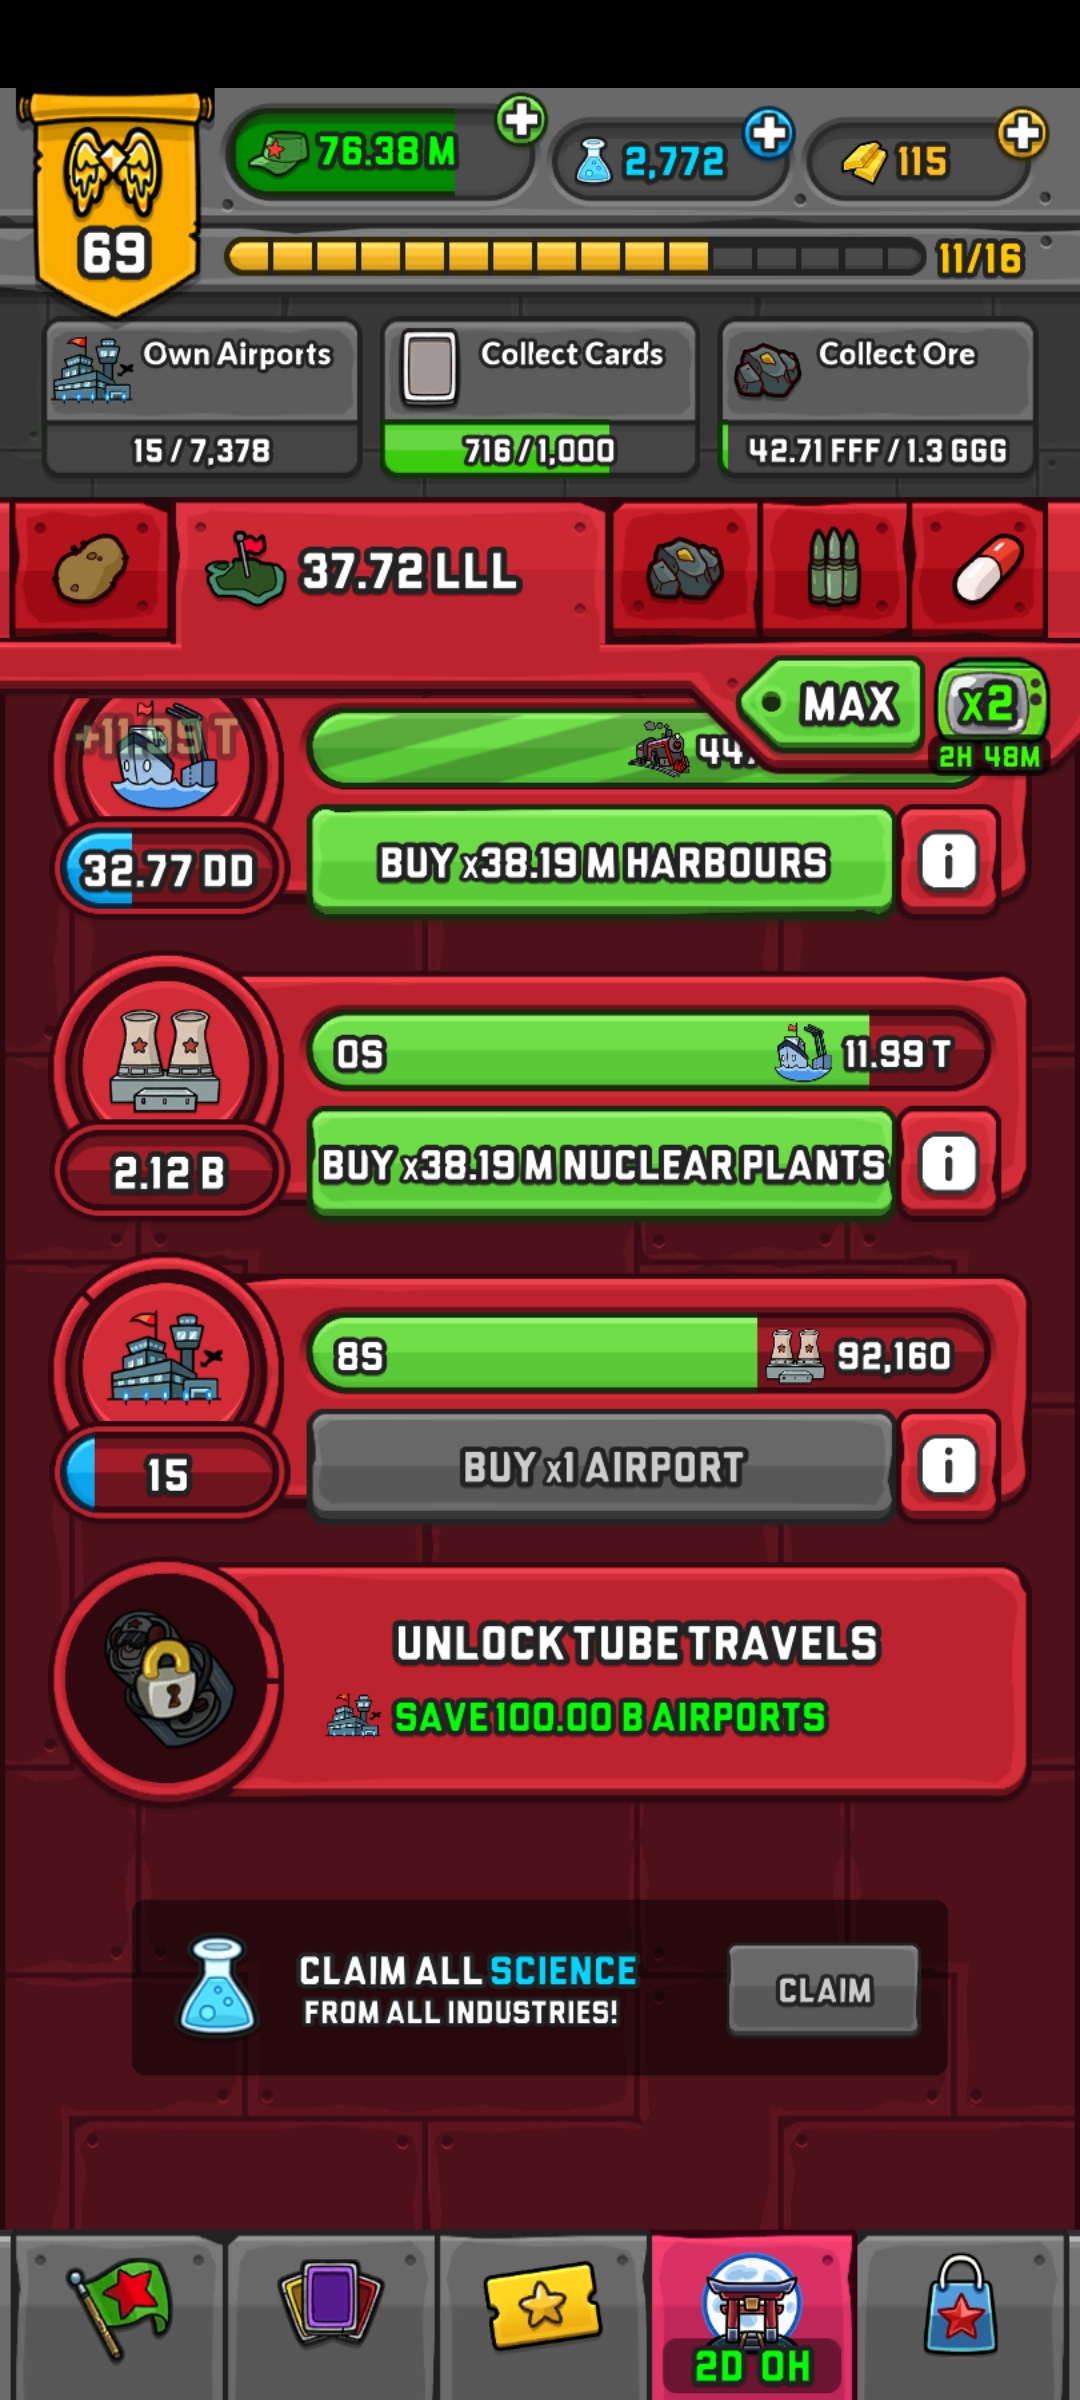 76.38 M
2,772
115
69
11/16
Own Airports
Collect Cards
Collect Ore
15 / 7,378
716 / 1,000
42.71 FFF / 1.3 GGG
37.72 LLL
MAX
x2
2H 48M
+11.99 T
44.
32.77 DD
BUY x38.19 M HARBOURS
i
0S
11.99 T
2.12 B
BUY x38.19 M NUCLEAR PLANTS
i
8S
92,160
15
BUY x1 AIRPORT
i
UNLOCK TUBE TRAVELS
SAVE 100.00 B AIRPORTS
CLAIM ALL SCIENCE
FROM ALL INDUSTRIES!
CLAIM
2D 0H